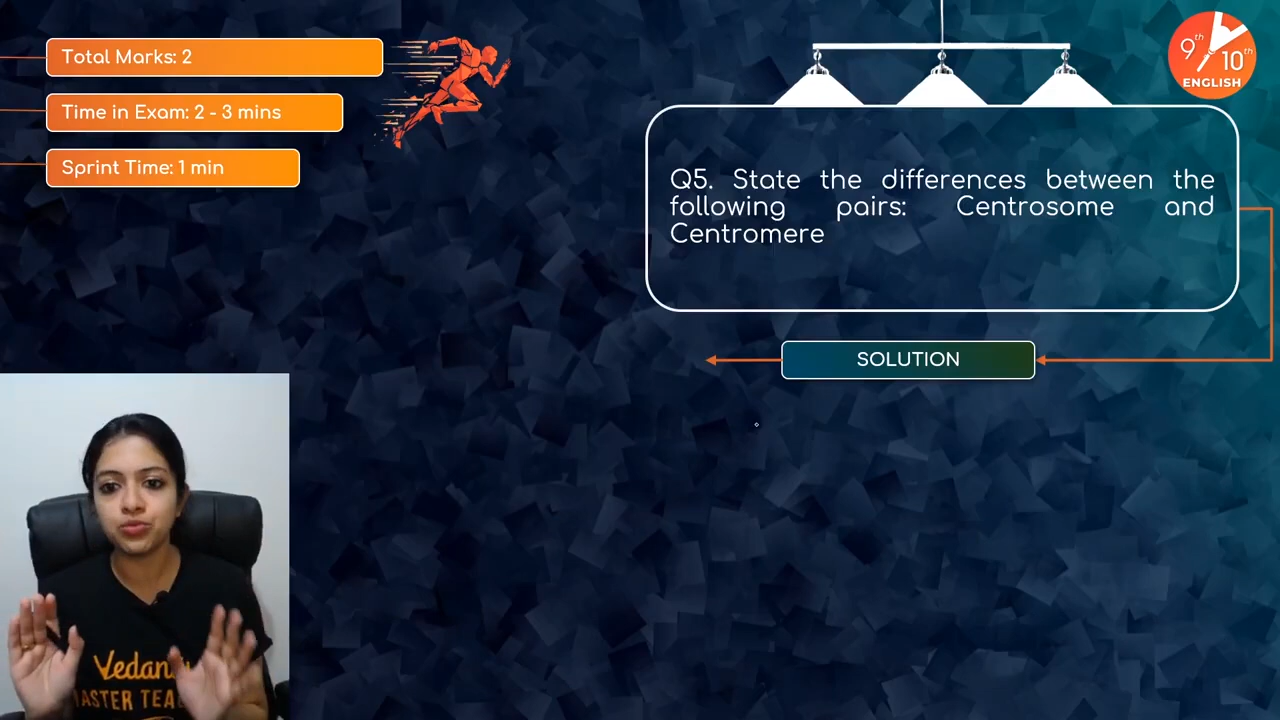 Total Marks: 2
Time in Exam: 2 - 3 mins
Sprint Time: 1 min
9th 10th
ENGLISH
Q5. State the differences between the
following pairs: Centrosome and
Centromere
SOLUTION
MASTER